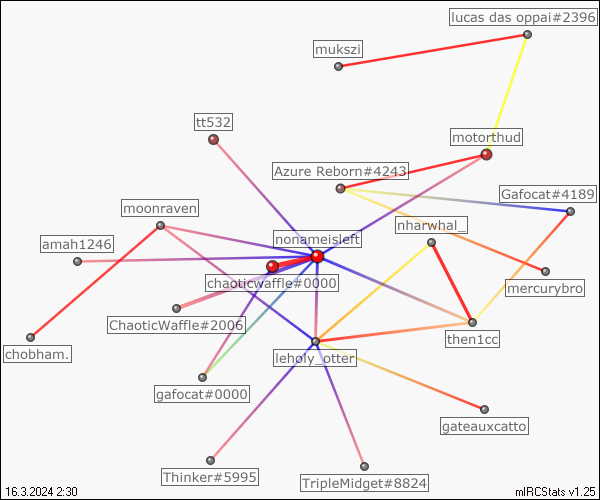 lucas das oppai#2396
mukszi
tt532
motorthud
Azure Reborn#4243
Gafocat#4189
moonraven
nharwhal_
nonameisleft
amah1246
chaoticwaffle#0000
mercurybro
ChaoticWaffle#2006
then1cc
chobham.
leholy_otter
gafocat#0000
gateauxcatto
Thinker#5995
TripleMidget#8824
16.3.2024 2:30
mIRCStats v1.25